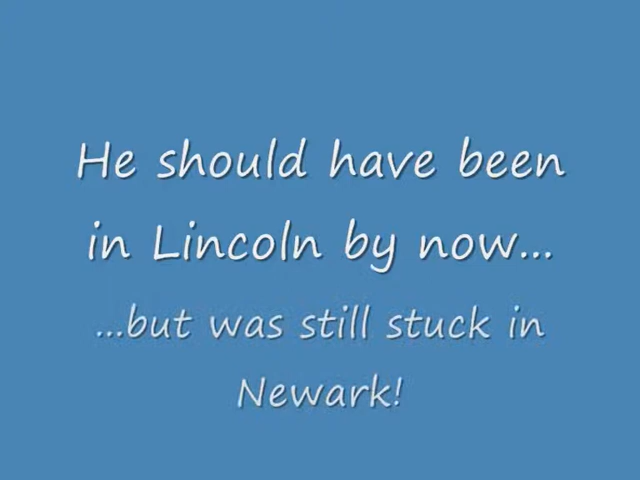 He should have been
in Lincoln by now...
...but was still stuck in
Newark!